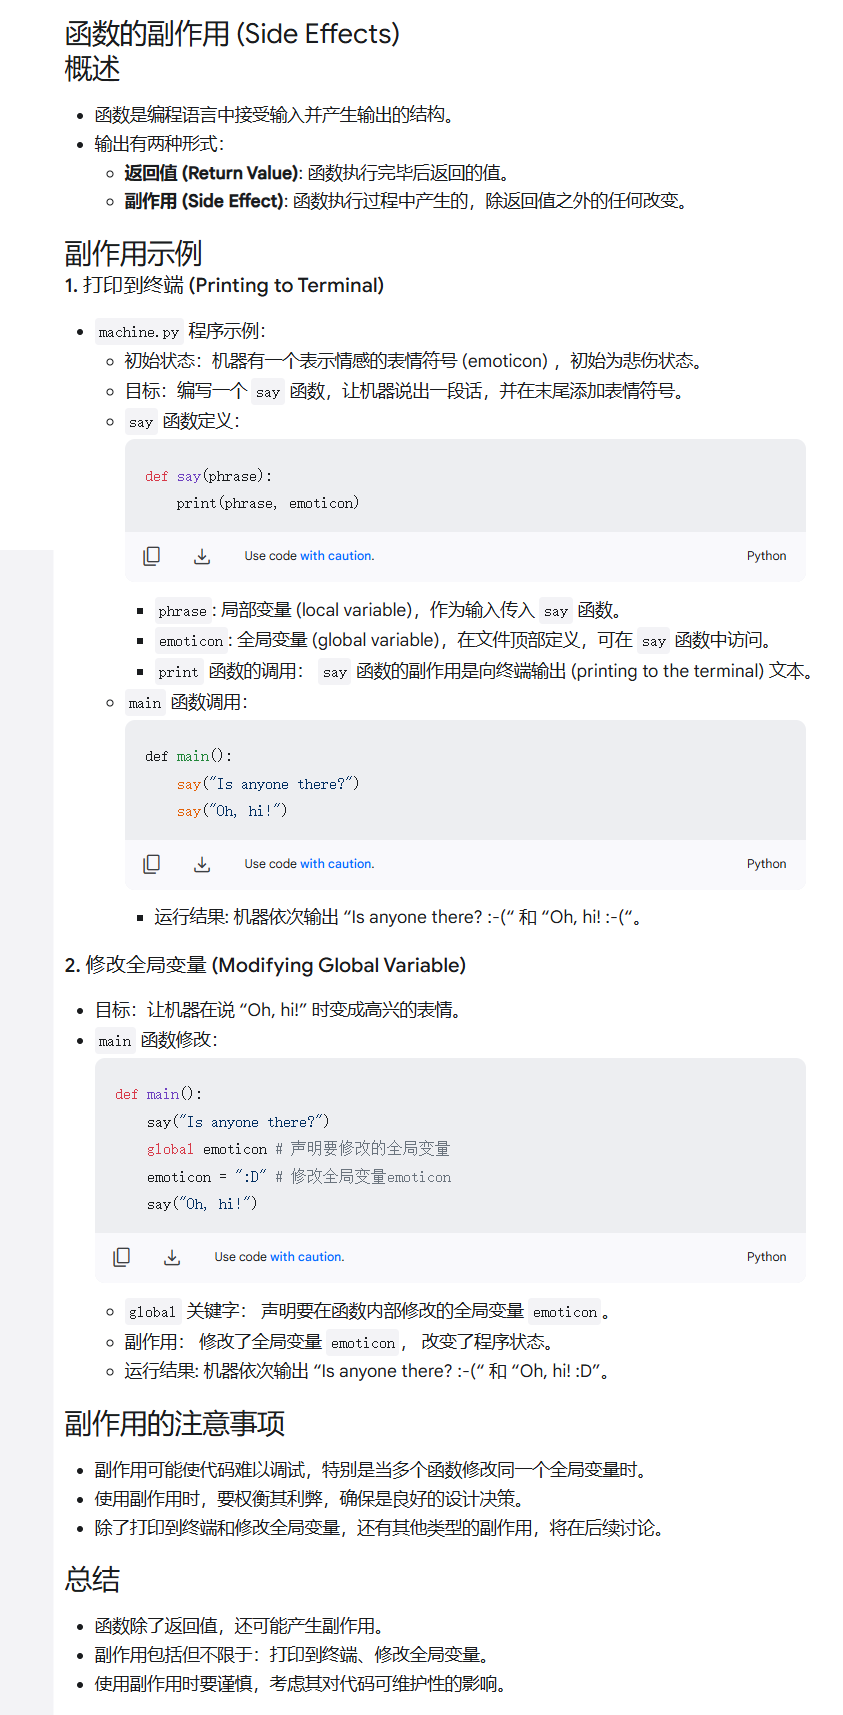 函数的副作用 (Side Effects)
概述
函数是编程语言中接受输入并产生输出的结构。
输出有两种形式：
返回值 (Return Value): 函数执行完毕后返回的值。
副作用 (Side Effect): 函数执行过程中产生的，除返回值之外的任何改变。
副作用示例
1. 打印到终端 (Printing to Terminal)
machine.py 程序示例：
初始状态：机器有一个表示情感的表情符号 (emoticon) ，初始为悲伤状态。
目标：编写一个 say 函数，让机器说出一段话，并在末尾添加表情符号。
say 函数定义：
def say(phrase):
    print(phrase, emoticon)
Use code with caution. Python
phrase: 局部变量 (local variable)，作为输入传入 say 函数。
emoticon: 全局变量 (global variable)，在文件顶部定义，可在 say 函数中访问。
print 函数的调用： say 函数的副作用是向终端输出 (printing to the terminal) 文本。
main 函数调用：
def main():
    say("Is anyone there?")
    say("Oh, hi!")
Use code with caution. Python
运行结果: 机器依次输出 “Is anyone there? :-(“ 和 “Oh, hi! :-(“。
2. 修改全局变量 (Modifying Global Variable)
目标：让机器在说 “Oh, hi!” 时变成高兴的表情。
main 函数修改：
def main():
    say("Is anyone there?")
    global emoticon # 声明要修改的全局变量
    emoticon = ":D" # 修改全局变量emoticon
    say("Oh, hi!")
Use code with caution. Python
global 关键字： 声明要在函数内部修改的全局变量 emoticon。
副作用： 修改了全局变量 emoticon， 改变了程序状态。
运行结果: 机器依次输出 “Is anyone there? :-(“ 和 “Oh, hi! :D”。
副作用的注意事项
副作用可能使代码难以调试，特别是当多个函数修改同一个全局变量时。
使用副作用时，要权衡其利弊，确保是良好的设计决策。
除了打印到终端和修改全局变量，还有其他类型的副作用，将在后续讨论。
总结
函数除了返回值，还可能产生副作用。
副作用包括但不限于：打印到终端、修改全局变量。
使用副作用时要谨慎，考虑其对代码可维护性的影响。